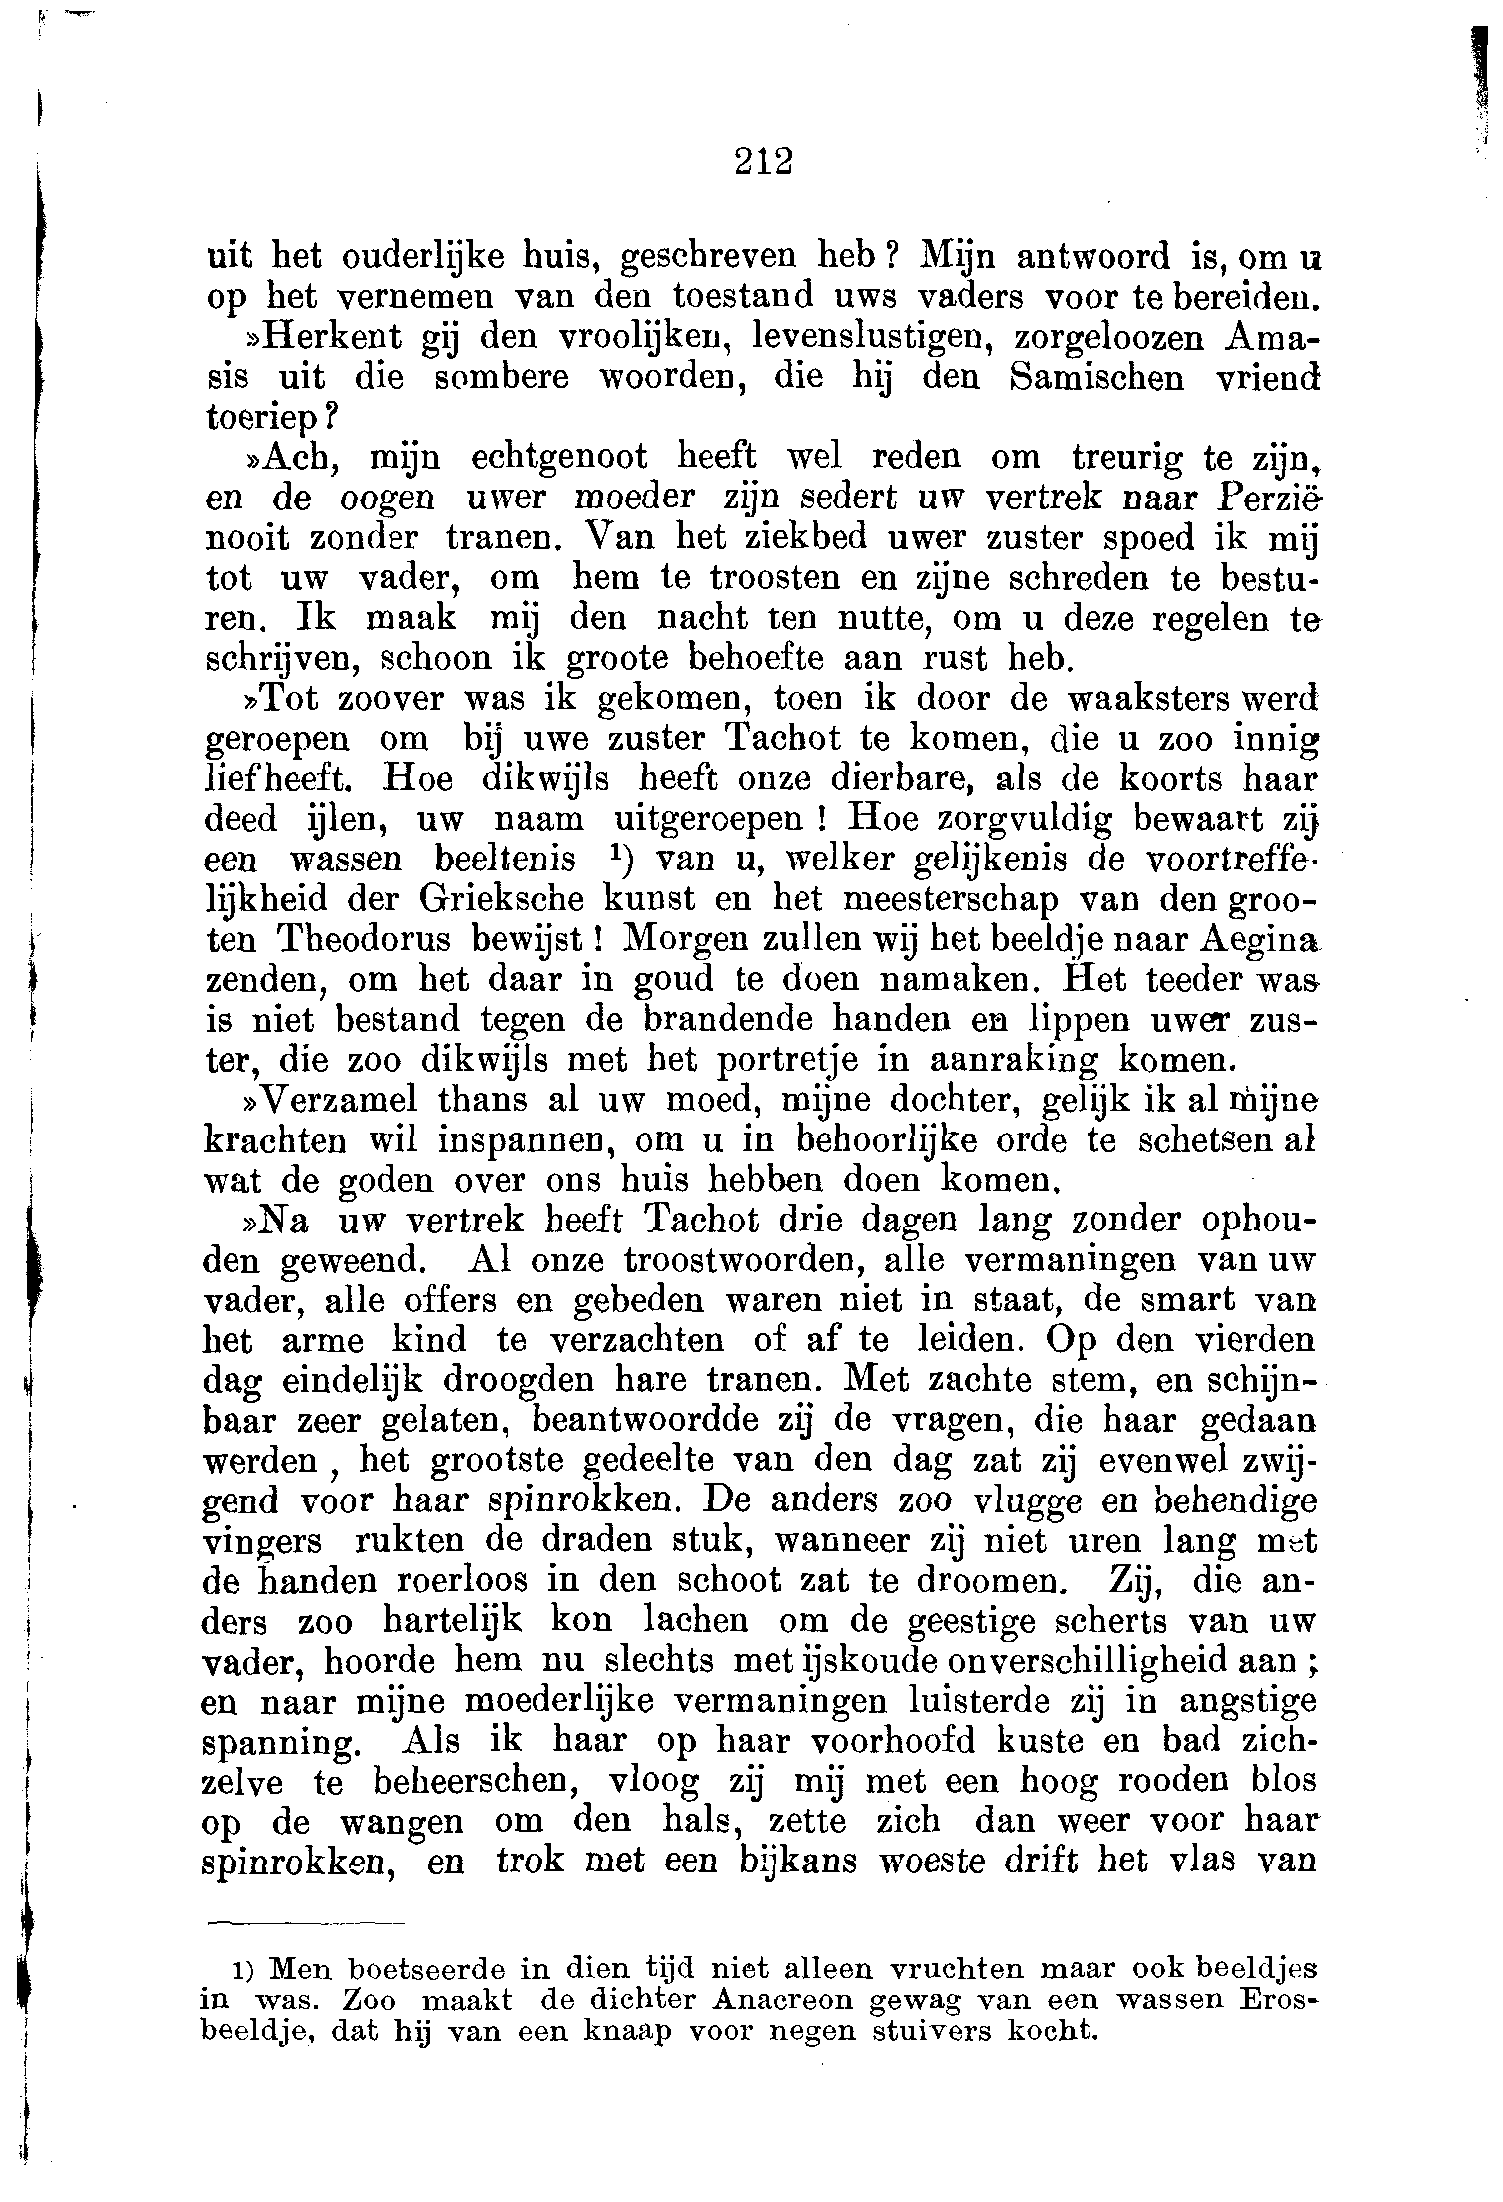 212
uit het ouderlijke huis, geschreven heb? Mijn antwoord is, om u
op het vernemen van den toestand uws vaders voor te bereiden.
»Herkent gij den vroolijken, levenslustigen, zorgeloozen Ama-
sis uit die sombere woorden, die hij den Samischen vriend
toeriep?
»Ach, mijn echtgenoot heeft wel reden om treurig te zijn,
en de oogen uwer moeder zijn sedert uw vertrek naar Perzië
nooit zonder tranen. Van het ziekbed uwer zuster spoed ik mij
tot uw vader, om hem te troosten en zijne schreden te bestu-
ren. Ik maak mij den nacht ten nutte, om u deze regelen te
schrijven, schoon ik groote behoefte aan rust heb.
»Tot zoover was ik gekomen, toen ik door de waaksters werd
geroepen om bij uwe zuster Tachot te komen, die u zoo innig
liefheeft. Hoe dikwijls heeft onze dierbare, als de koorts haar
deed ijlen, uw naam uitgeroepen! Hoe zorgvuldig bewaart zij
een wassen beeltenis ¹) van u, welker gelijkenis de voortreffe-
lijkheid der Grieksche kunst en het meesterschap van den groo-
ten Theodorus bewijst! Morgen zullen wij het beeldje naar Aegina
zenden, om het daar in goud te doen namaken. Het teeder was
is niet bestand tegen de brandende handen en lippen uwer zus-
ter, die zoo dikwijls met het portretje in aanraking komen.
»Verzamel thans al uw moed, mijne dochter, gelijk ik al mijne
krachten wil inspannen, om u in behoorlijke orde te schetsen al
wat de goden over ons huis hebben doen komen.
»Na uw vertrek heeft Tachot drie dagen lang zonder ophou-
den geweend. Al onze troostwoorden, alle vermaningen van uw
vader, alle offers en gebeden waren niet in staat, de smart van
het arme kind te verzachten of af te leiden. Op den vierden
dag eindelijk droogden hare tranen. Met zachte stem, en schijn-
baar zeer gelaten, beantwoordde zij de vragen, die haar gedaan
werden, het grootste gedeelte van den dag zat zij evenwel zwij-
gend voor haar spinrokken. De anders zoo vlugge en behendige
vingers rukten de draden stuk, wanneer zij niet uren lang met
de handen roerloos in den schoot zat te droomen. Zij, die an-
ders zoo hartelijk kon lachen om de geestige scherts van uw
vader, hoorde hem nu slechts met ijskoude onverschilligheid aan;
en naar mijne moederlijke vermaningen luisterde zij in angstige
spanning. Als ik haar op haar voorhoofd kuste en bad zich-
zelve te beheerschen, vloog zij mij met een hoog rooden blos
op de wangen om den hals, zette zich dan weer voor haar
spinrokken, en trok met een bijkans woeste drift het vlas van
1) Men boetseerde in dien tijd niet alleen vruchten maar ook beeldjes
in was. Zoo maakt de dichter Anacreon gewag van een wassen Eros-
beeldje, dat hij van een knaap voor negen stuivers kocht.